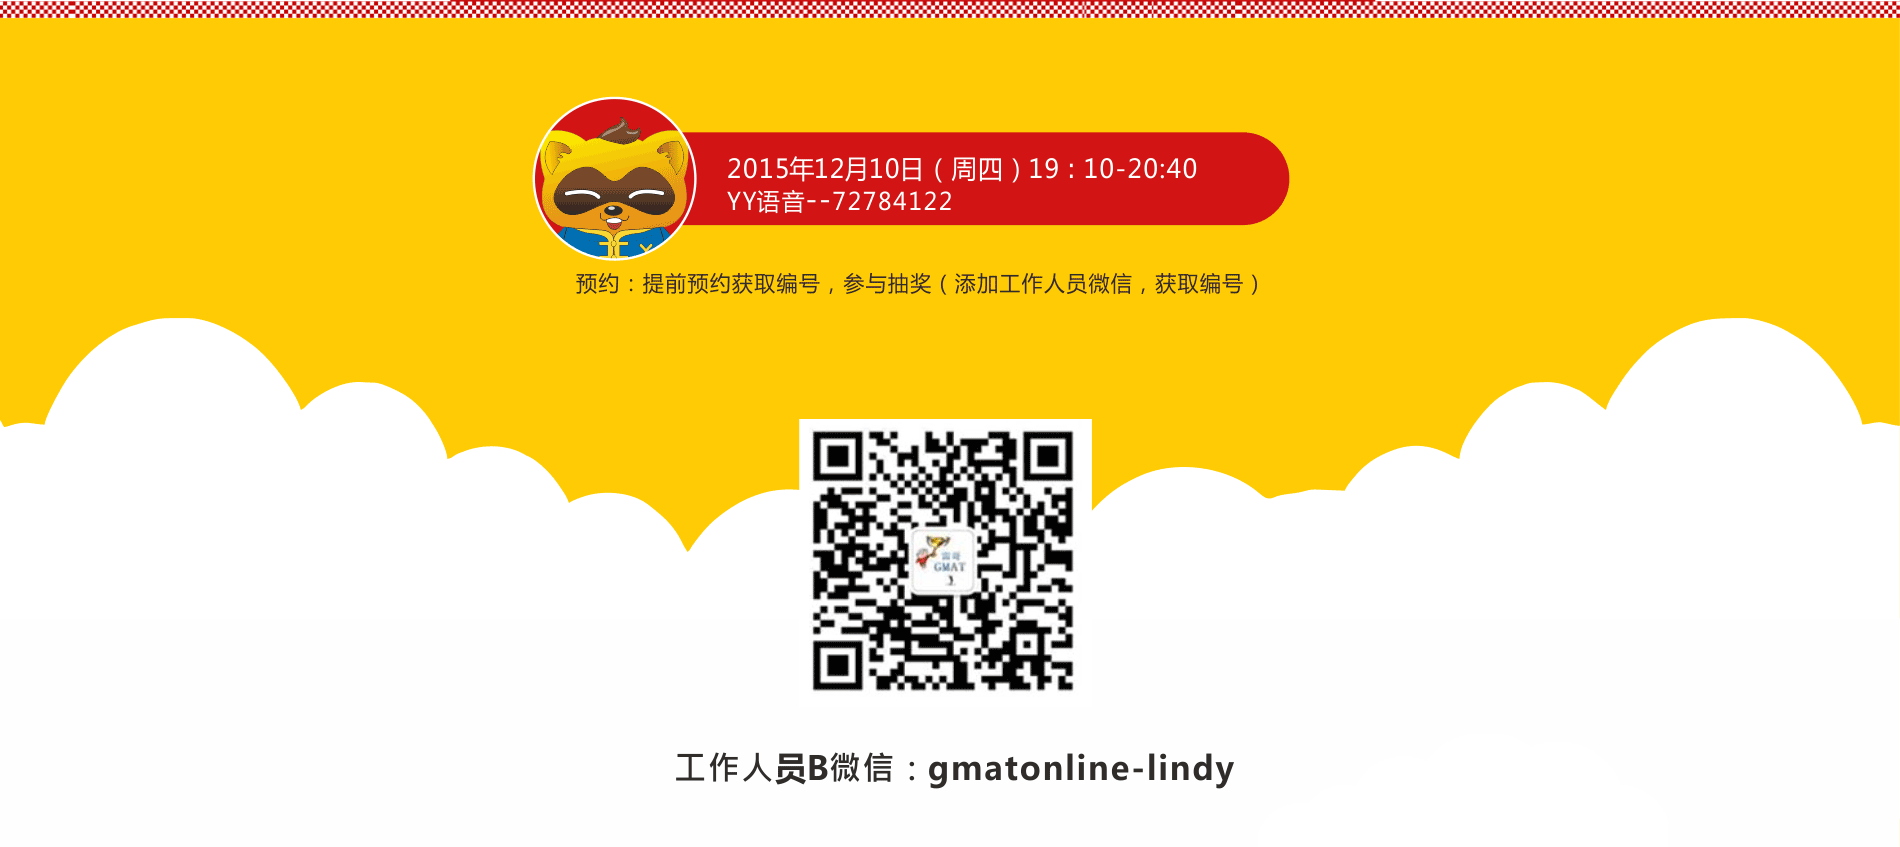 2015年12月10日（周四）19：10-20:40
YY语音--72784122
预约：提前预约获取编号，参与抽奖（添加工作人员微信，获取编号）
雷哥
GMAT
工作人员B微信：gmatonline-lindy